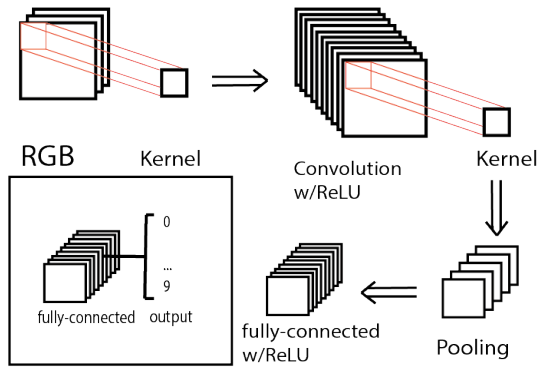 RGB
Kernel
Convolution
w/ReLU
Kernel
Pooling
fully-connected
w/ReLU
0
...
9
fully-connected
output